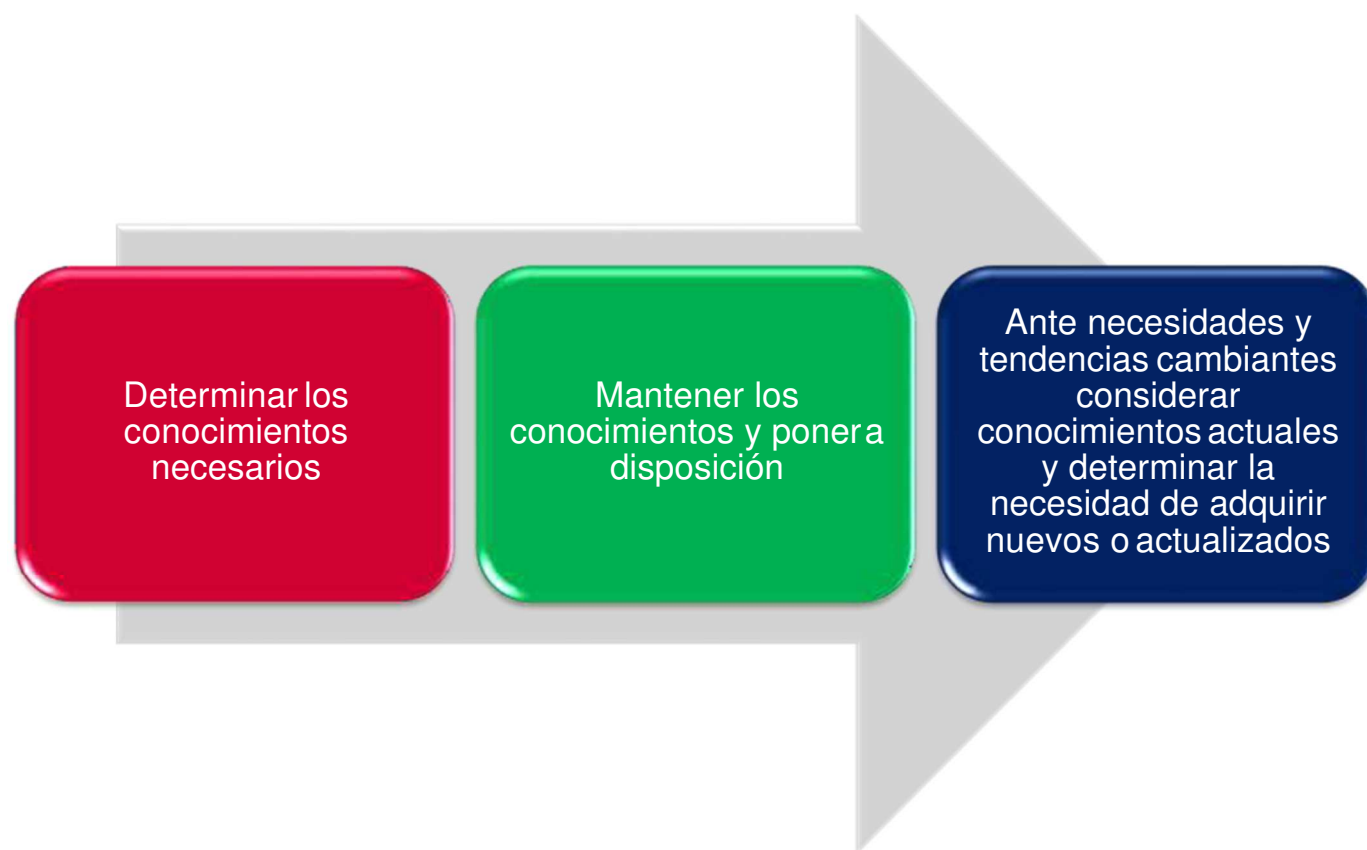 Determinar los
conocimientos
necesarios
Mantener los
conocimientos y poner a
disposición
Ante necesidades y
tendencias cambiantes
considerar
conocimientos actuales
y determinar la
necesidad de adquirir
nuevos o actualizados